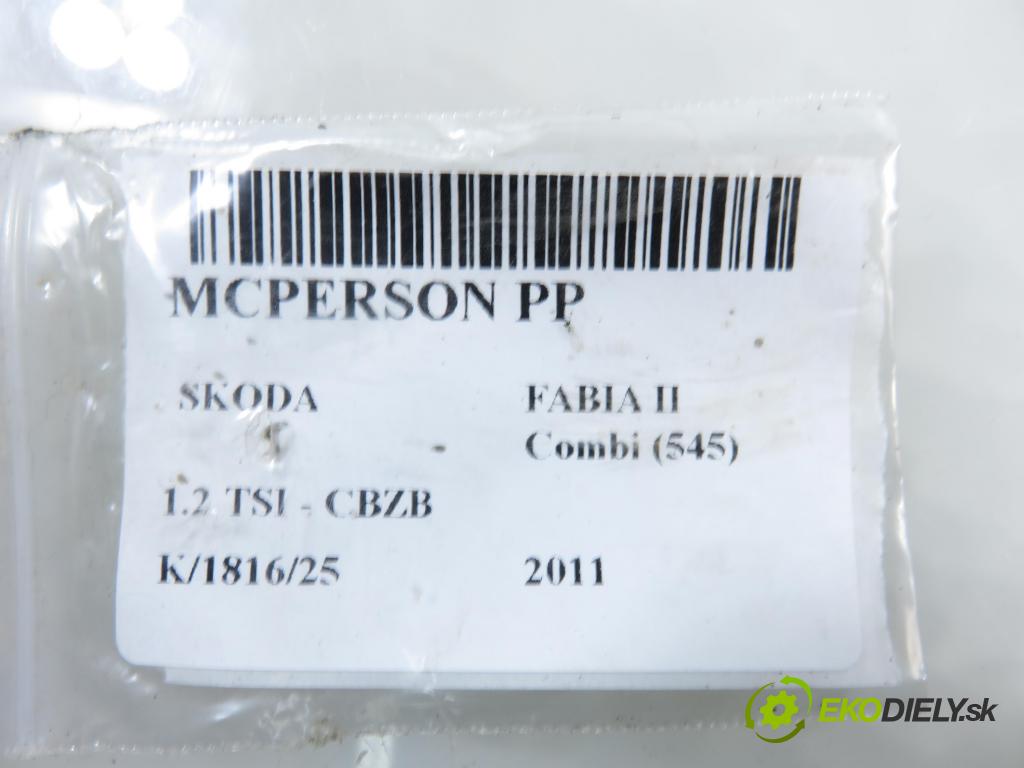 MCPERSON PP
SKODA FABIA II
Combi (545)
1.2 TSI - CBZB
K/1816/25 2011
EKODIELY.sk